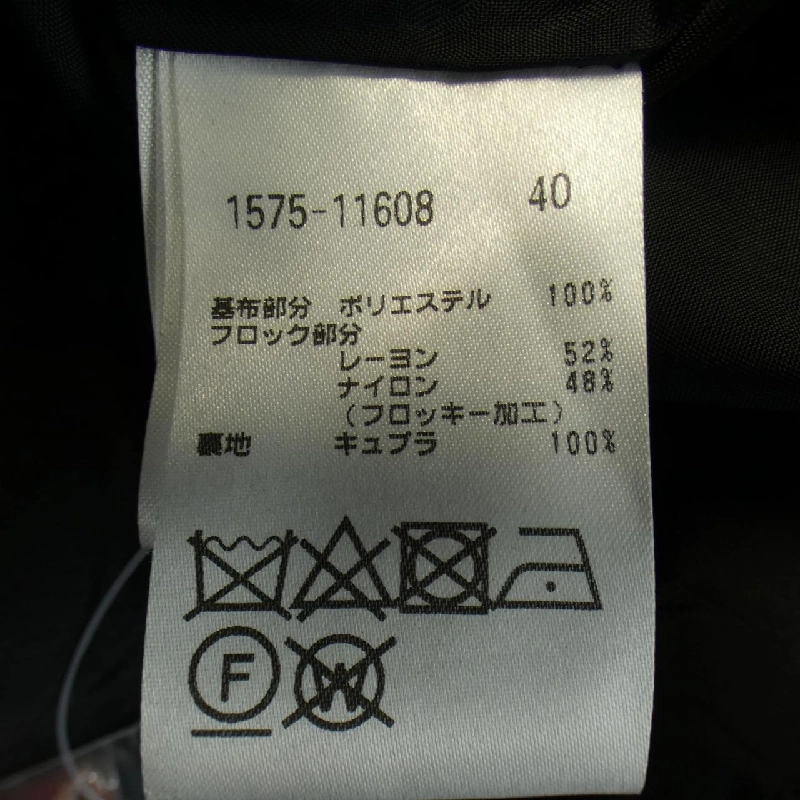 1575-11608 40
基布部分 ポリエステル 100%
フロック部分
レーヨン 52%
ナイロン 48%
(フロッキー加工)
裏地 キュプラ 100%
F W